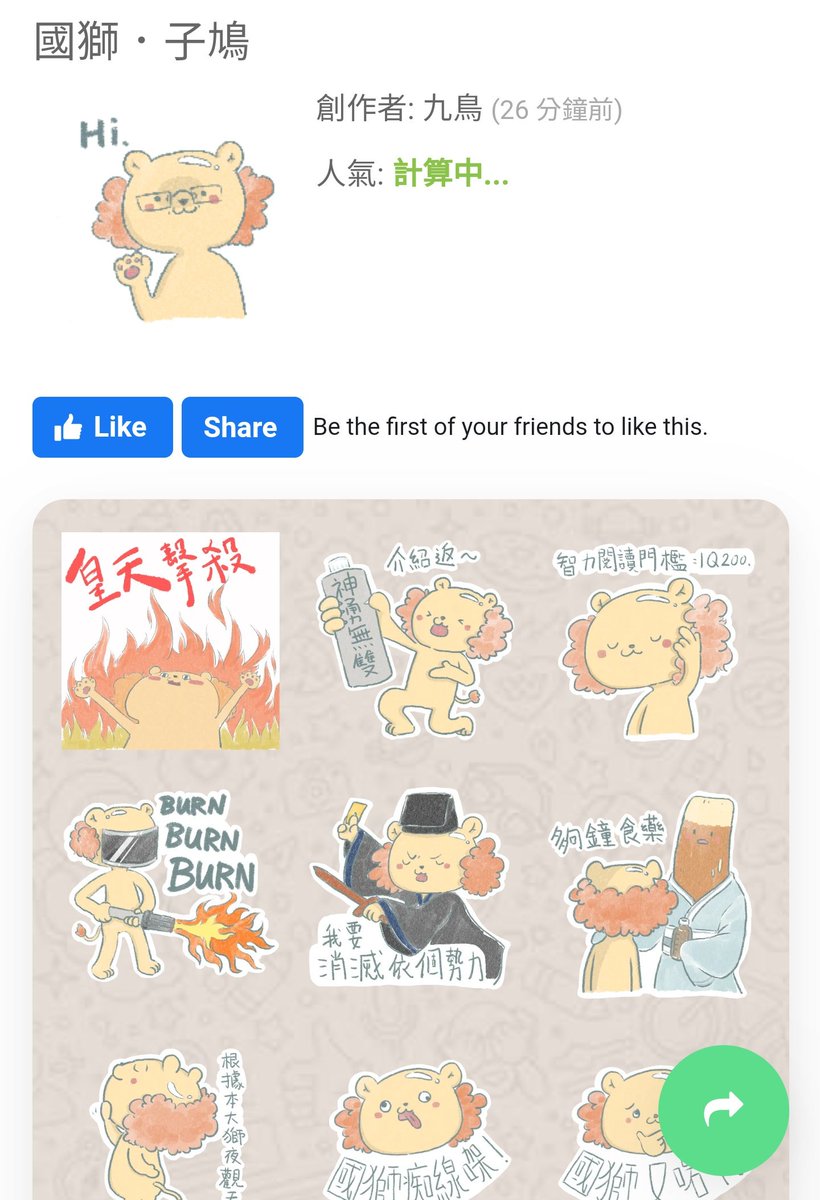 國獅・子鳩
創作者: 九鳥 (26 分鐘前)
人氣: 計算中...
Hi.
Like
Share
Be the first of your friends to like this.
皇天擊殺
介紹返～
神勇無雙
智力閱讀門檻:IQ200.
BURN
BURN
BURN
我要
消滅依個勢力
夠鐘食藥
根據本大獅夜觀天
國獅痴線㗎!
國獅